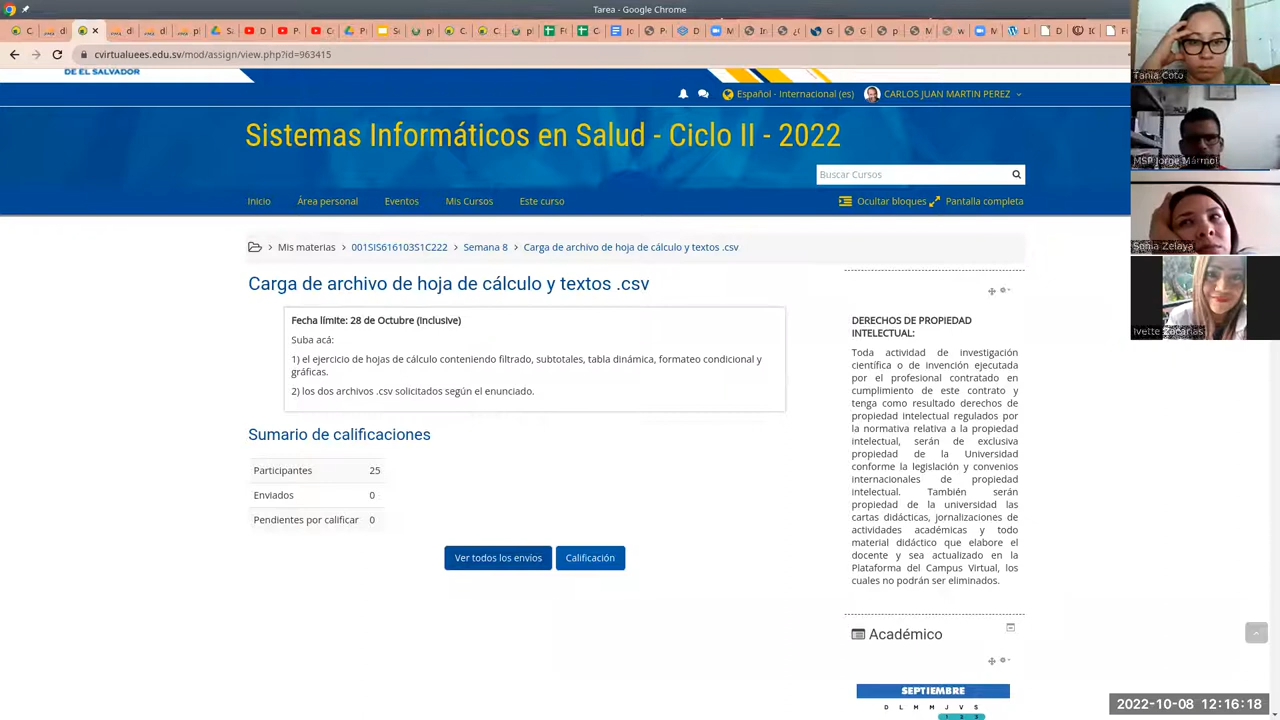 Tarea - Google Chrome
cvirtualuees.edu.sv/mod/assign/view.php?id=963415
DE EL SALVADOR
Español - Internacional (es)
CARLOS JUAN MARTIN PEREZ
Sistemas Informáticos en Salud - Ciclo II - 2022
Buscar Cursos
Inicio
Área personal
Eventos
Mis Cursos
Este curso
Ocultar bloques
Pantalla completa
Mis materias > 001SIS616103S1C222 > Semana 8 > Carga de archivo de hoja de cálculo y textos .csv
Carga de archivo de hoja de cálculo y textos .csv
Fecha límite: 28 de Octubre (Inclusive)
Suba acá:
1) el ejercicio de hojas de cálculo conteniendo filtrado, subtotales, tabla dinámica, formateo condicional y
gráficas.
2) los dos archivos .csv solicitados según el enunciado.
Sumario de calificaciones
Participantes 25
Enviados 0
Pendientes por calificar 0
Ver todos los envíos
Calificación
DERECHOS DE PROPIEDAD
INTELECTUAL:
Toda actividad de investigación
científica o de invención ejecutada
por el profesional contratado en
cumplimiento de este contrato y
tenga como resultado derechos de
propiedad intelectual regulados por
la normativa relativa a la propiedad
intelectual, serán de exclusiva
propiedad de la Universidad
conforme la legislación y convenios
internacionales de propiedad
intelectual. También serán
propiedad de la universidad las
cartas didácticas, jornalizaciones de
actividades académicas y todo
material didáctico que elabore el
docente y sea actualizado en la
Plataforma del Campus Virtual, los
cuales no podrán ser eliminados.
Académico
SEPTIEMBRE
D L M M J V S
1 2 3
Tania Coto
MSP Jorge Mármol
Sonia Zelaya
Ivette Zacarías
2022-10-08 12:16:18